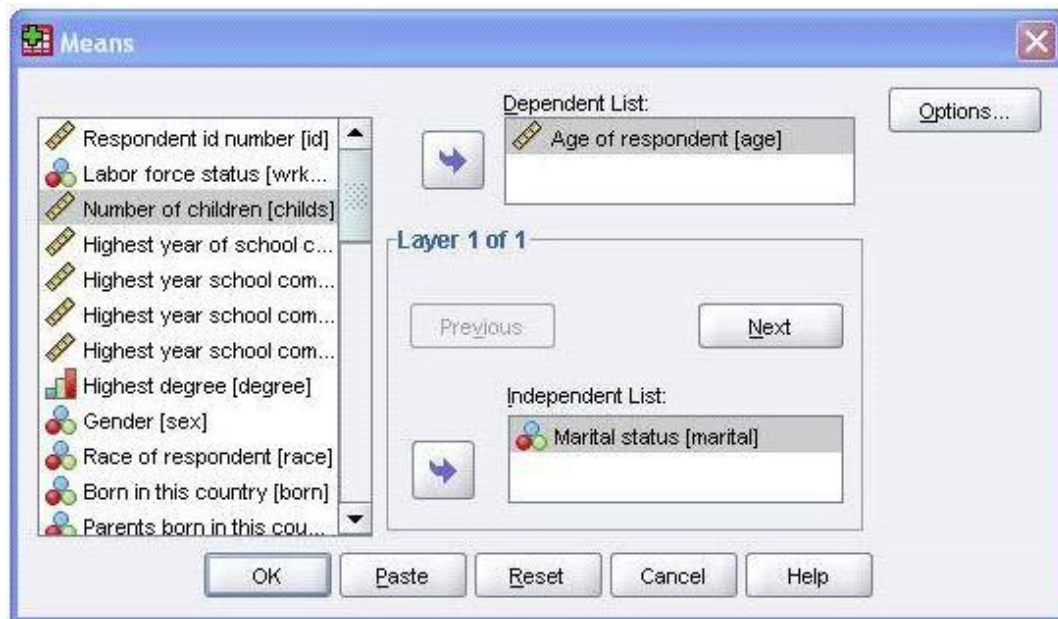 Means
Respondent id number [id]
Labor force status [wrk...
Number of children [childs]
Highest year of school c...
Highest year school com...
Highest year school com...
Highest year school com...
Highest degree [degree]
Gender [sex]
Race of respondent [race]
Born in this country [born]
Parents born in this cou...
Dependent List:
Age of respondent [age]
Options...
Layer 1 of 1
Previous
Next
Independent List:
Marital status [marital]
OK
Paste
Reset
Cancel
Help